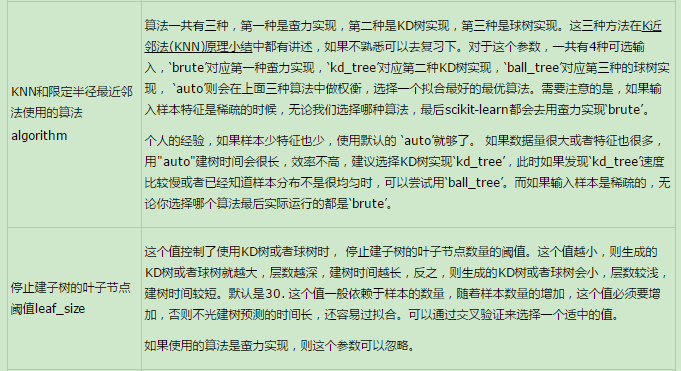 KNN和限定半径最近邻
法使用的算法
algorithm
算法一共有三种，第一种是蛮力实现，第二种是KD树实现，第三种是球树实现。这三种方法在K近
邻法(KNN)原理小结中都有讲述，如果不熟悉可以去复习下。对于这个参数，一共有4种可选输
入，‘brute’对应第一种蛮力实现，‘kd_tree’对应第二种KD树实现，‘ball_tree’对应第三种的球树实
现， ‘auto’则会在上面三种算法中做权衡，选择一个拟合最好的最优算法。需要注意的是，如果输
入样本特征是稀疏的时候，无论我们选择哪种算法，最后scikit-learn都会去用蛮力实现‘brute’。
个人的经验，如果样本少特征也少，使用默认的 ‘auto’就够了。 如果数据量很大或者特征也很多，
用"auto"建树时间会很长，效率不高，建议选择KD树实现‘kd_tree’，此时如果发现‘kd_tree’速度
比较慢或者已经知道样本分布不是很均匀时，可以尝试用‘ball_tree’。而如果输入样本是稀疏的，无
论你选择哪个算法最后实际运行的都是‘brute’。
停止建子树的叶子节点
阈值leaf_size
这个值控制了使用KD树或者球树时， 停止建子树的叶子节点数量的阈值。这个值越小，则生成的
KD树或者球树就越大，层数越深，建树时间越长，反之，则生成的KD树或者球树会小，层数较浅，
建树时间较短。默认是30. 这个值一般依赖于样本的数量，随着样本数量的增加，这个值必须要增
加，否则不光建树预测的时间长，还容易过拟合。可以通过交叉验证来选择一个适中的值。
如果使用的算法是蛮力实现，则这个参数可以忽略。